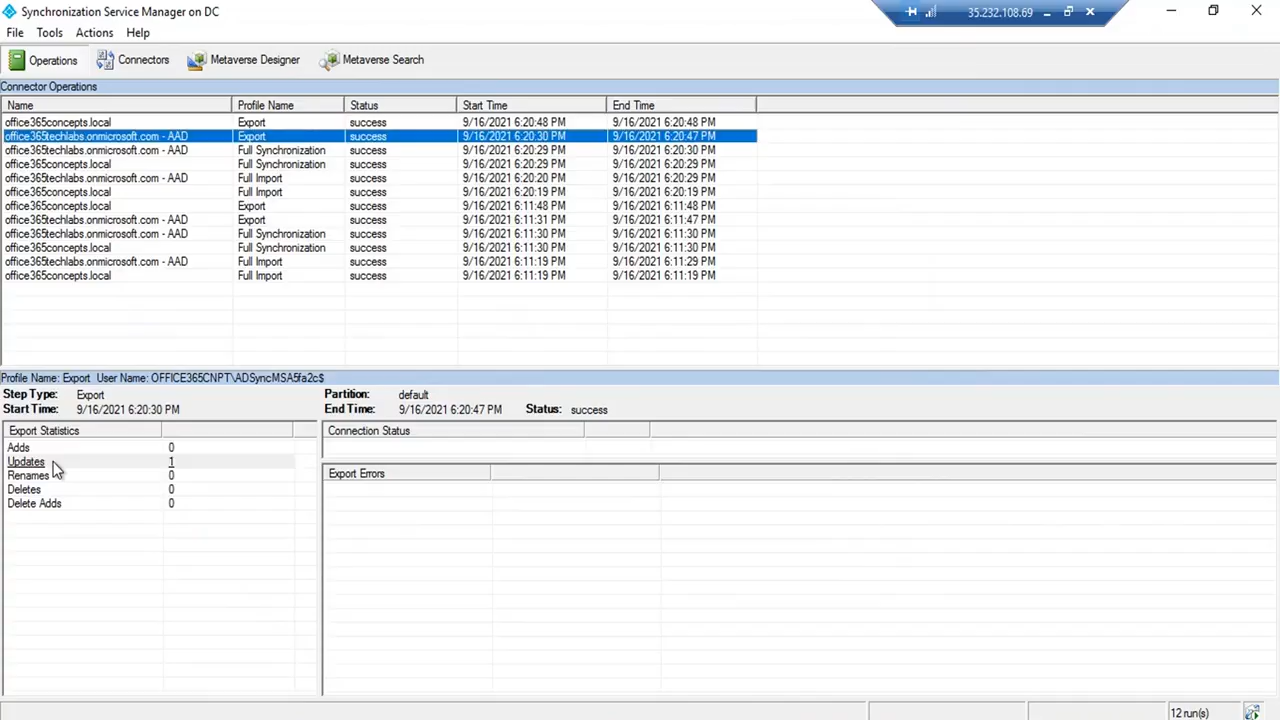 Synchronization Service Manager on DC
35.232.108.69
File Tools Actions Help
Operations Connectors Metaverse Designer Metaverse Search
Connector Operations
Name Profile Name Status Start Time End Time
office365concepts.local Export success 9/16/2021 6:20:48 PM 9/16/2021 6:20:48 PM
office365techlabs.onmicrosoft.com - AAD Export success 9/16/2021 6:20:30 PM 9/16/2021 6:20:47 PM
office365techlabs.onmicrosoft.com - AAD Full Synchronization success 9/16/2021 6:20:29 PM 9/16/2021 6:20:30 PM
office365concepts.local Full Synchronization success 9/16/2021 6:20:29 PM 9/16/2021 6:20:29 PM
office365techlabs.onmicrosoft.com - AAD Full Import success 9/16/2021 6:20:20 PM 9/16/2021 6:20:29 PM
office365concepts.local Full Import success 9/16/2021 6:20:19 PM 9/16/2021 6:20:19 PM
office365concepts.local Export success 9/16/2021 6:11:48 PM 9/16/2021 6:11:48 PM
office365techlabs.onmicrosoft.com - AAD Export success 9/16/2021 6:11:31 PM 9/16/2021 6:11:47 PM
office365techlabs.onmicrosoft.com - AAD Full Synchronization success 9/16/2021 6:11:30 PM 9/16/2021 6:11:30 PM
office365concepts.local Full Synchronization success 9/16/2021 6:11:30 PM 9/16/2021 6:11:30 PM
office365techlabs.onmicrosoft.com - AAD Full Import success 9/16/2021 6:11:19 PM 9/16/2021 6:11:29 PM
office365concepts.local Full Import success 9/16/2021 6:11:19 PM 9/16/2021 6:11:19 PM
Profile Name: Export User Name: OFFICE365CNPT\ADSyncMSA5fa2c$
Step Type: Export Partition: default
Start Time: 9/16/2021 6:20:30 PM End Time: 9/16/2021 6:20:47 PM Status: success
Export Statistics Connection Status
Adds 0
Updates 1
Renames 0 Export Errors
Deletes 0
Delete Adds 0
12 run(s)